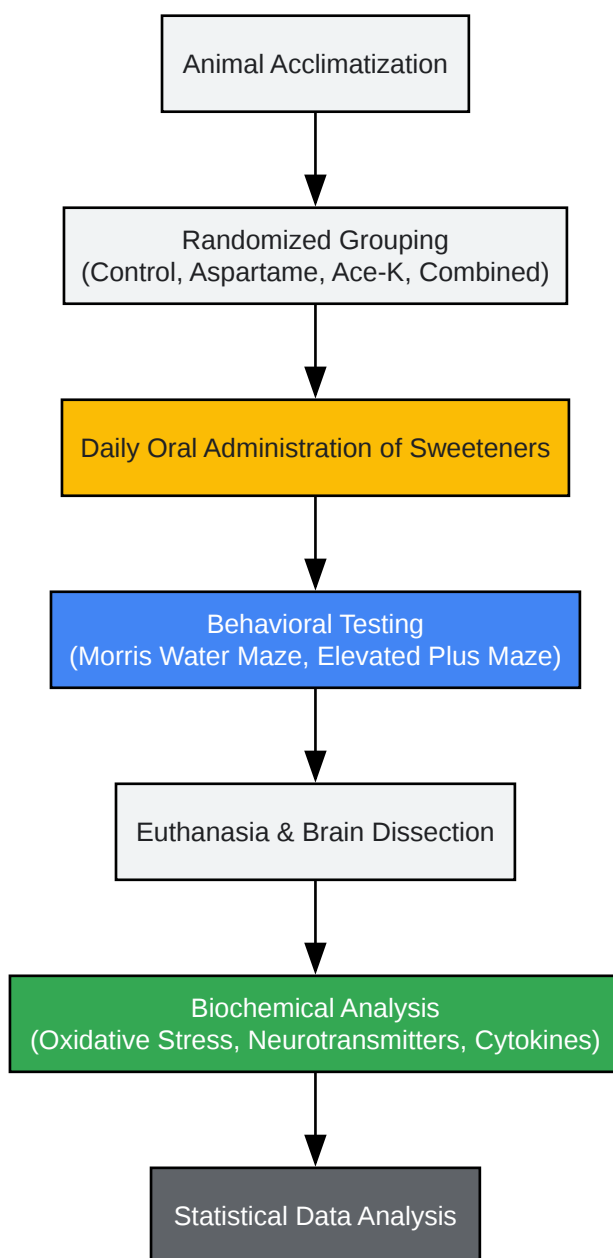 Animal Acclimatization
Randomized Grouping
(Control, Aspartame, Ace-K, Combined)
Daily Oral Administration of Sweeteners
Behavioral Testing
(Morris Water Maze, Elevated Plus Maze)
Euthanasia & Brain Dissection
Biochemical Analysis
(Oxidative Stress, Neurotransmitters, Cytokines)
Statistical Data Analysis